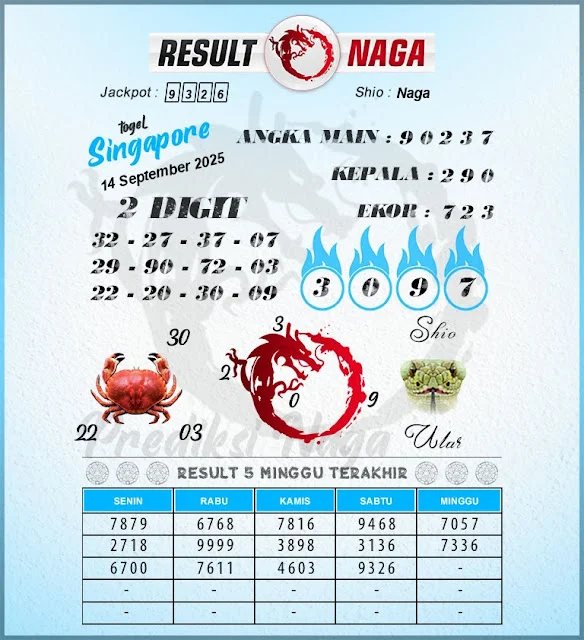 RESULT NAGA
Jackpot : 9326
Shio : Naga
togel
Singapore
14 September 2025
ANGKA MAIN : 9 0 2 3 7
KEPALA : 2 9 0
EKOR : 7 2 3
2 DIGIT
32 - 27 - 37 - 07
29 - 90 - 72 - 03
22 - 20 - 30 - 09
3 0 9 7
30
22
03
3
2
0
9
Shio
Ular
Prediksi Naga
RESULT 5 MINGGU TERAKHIR
SENIN RABU KAMIS SABTU MINGGU
7879 6768 7816 9468 7057
2718 9999 3898 3136 7336
6700 7611 4603 9326 -
- - - - -
- - - - -